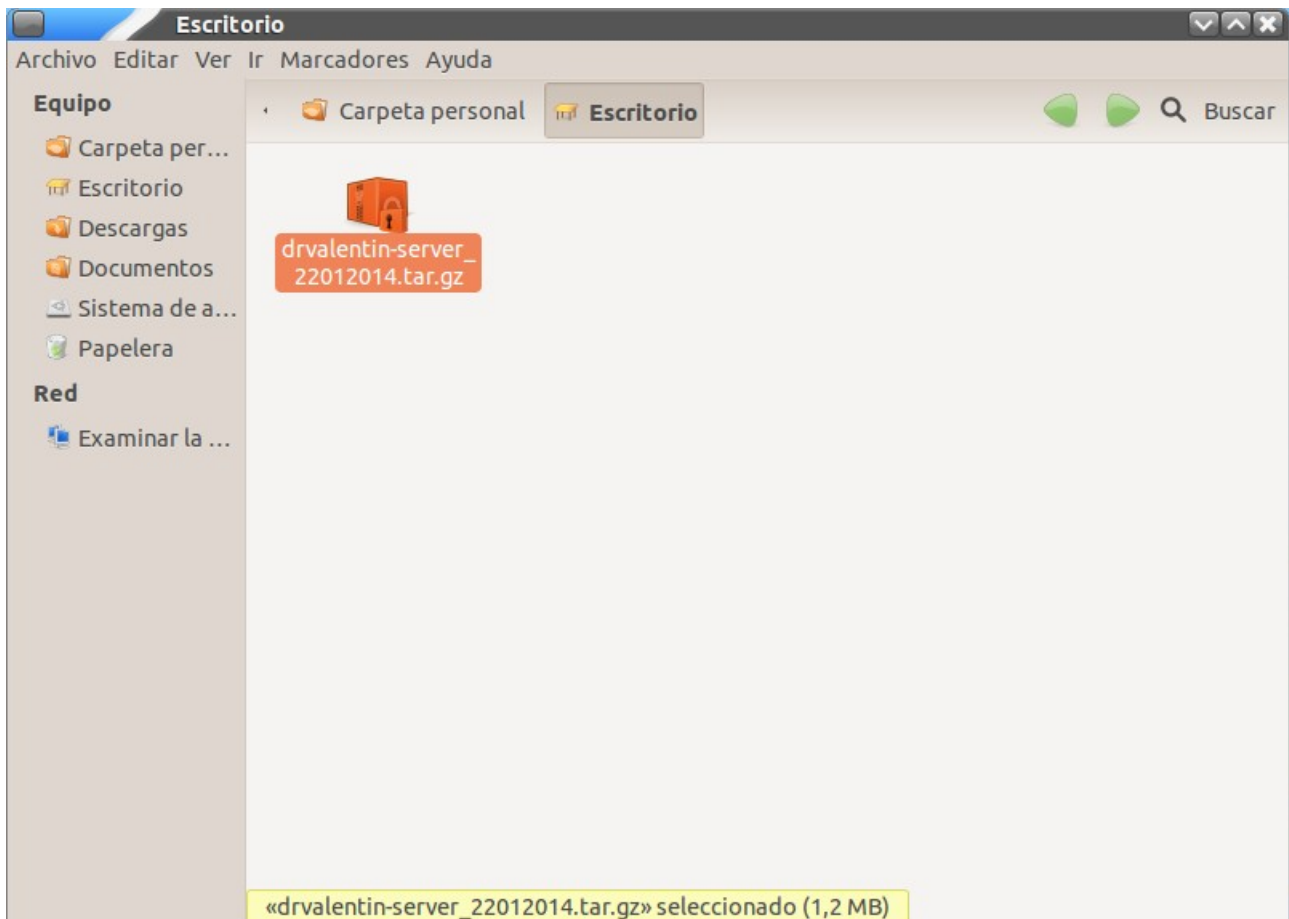 Escritorio
Archivo Editar Ver Ir Marcadores Ayuda
Equipo
Carpeta per...
Escritorio
Descargas
Documentos
Sistema de a...
Papelera
Red
Examinar la ...
Carpeta personal Escritorio Buscar
drvalentin-server_
22012014.tar.gz
«drvalentin-server_22012014.tar.gz» seleccionado (1,2 MB)